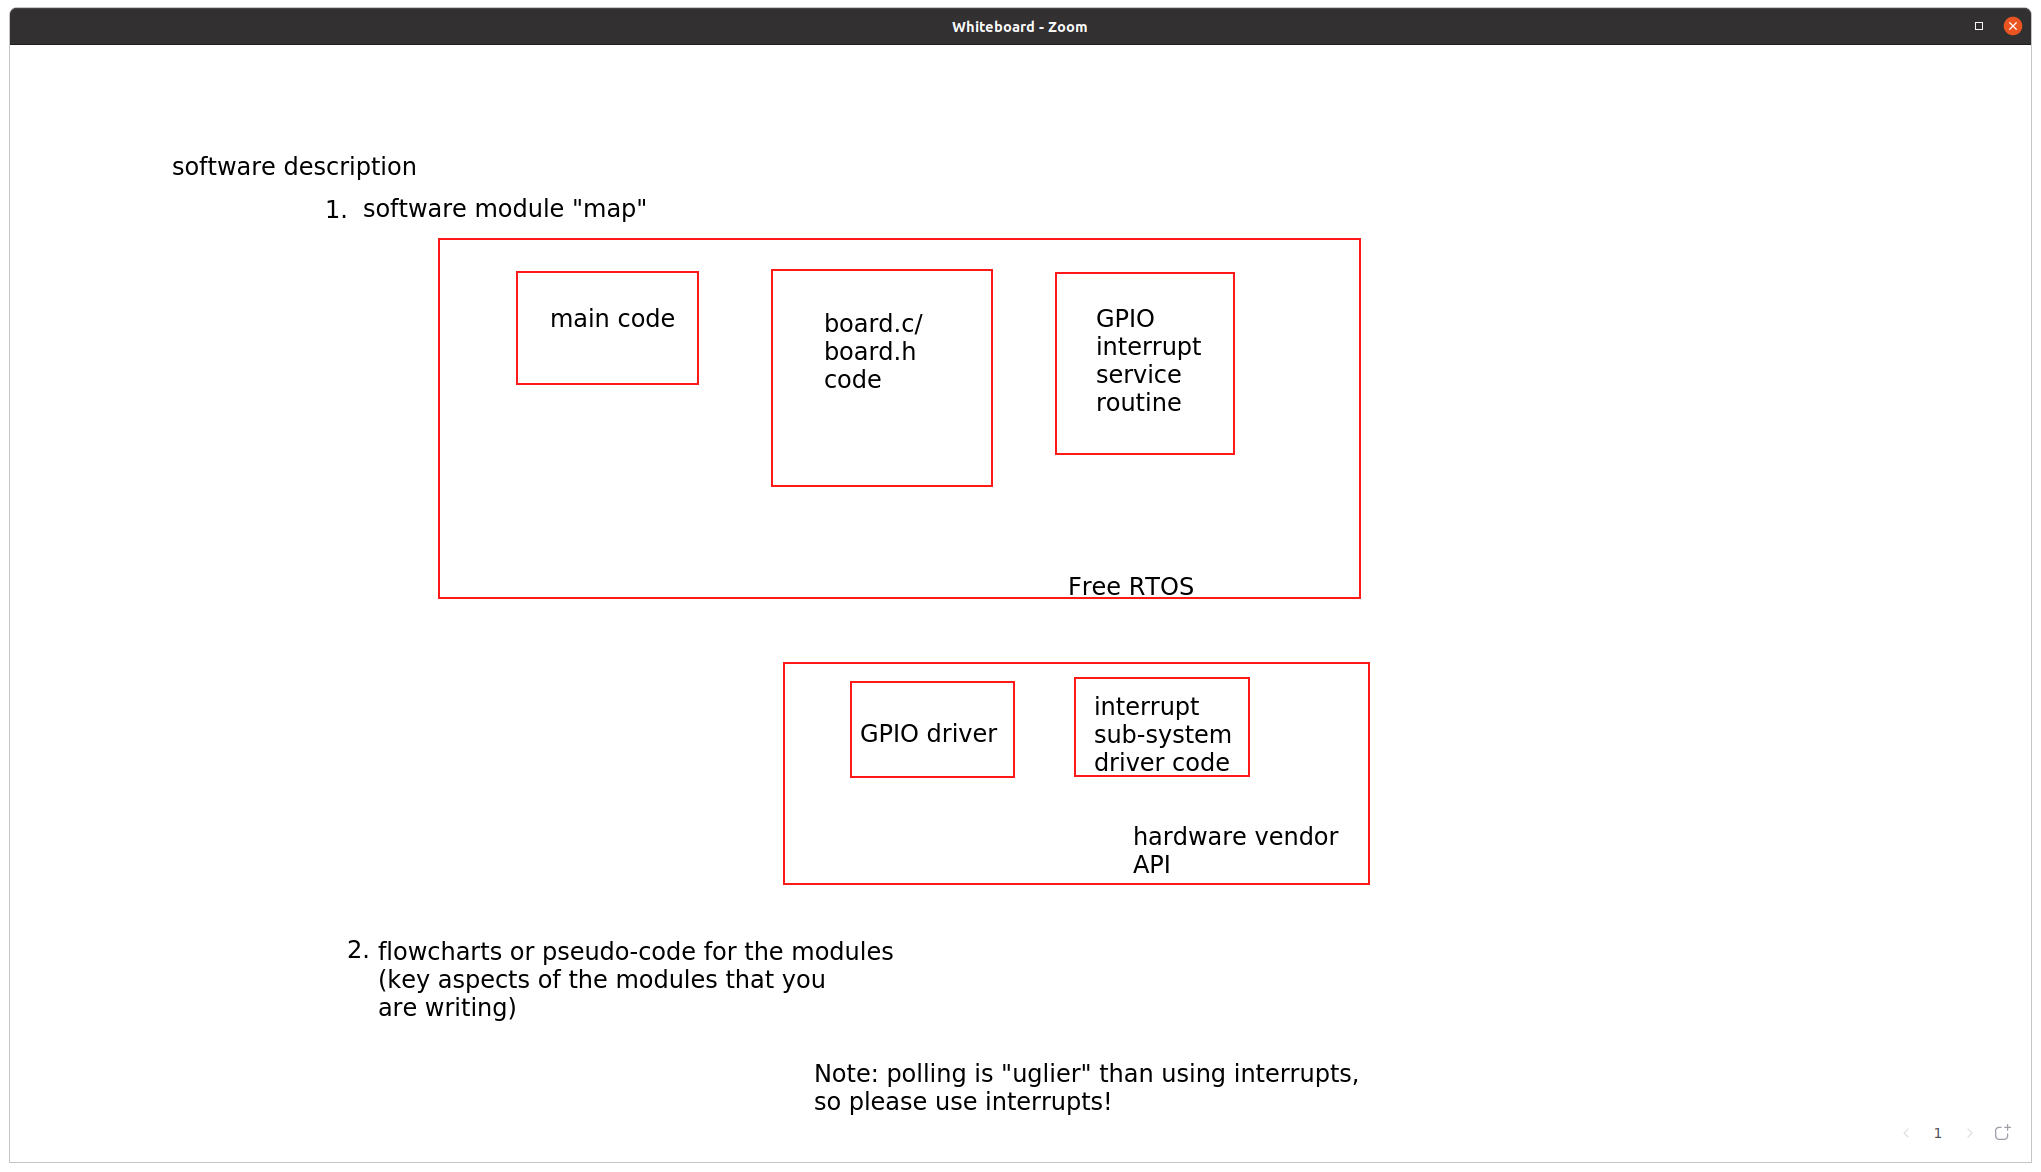 Whiteboard - Zoom
software description
1. software module "map"
main code
board.c/
board.h
code
GPIO
interrupt
service
routine
Free RTOS
GPIO driver
interrupt
sub-system
driver code
hardware vendor
API
2. flowcharts or pseudo-code for the modules
(key aspects of the modules that you
are writing)
Note: polling is "uglier" than using interrupts,
so please use interrupts!
1